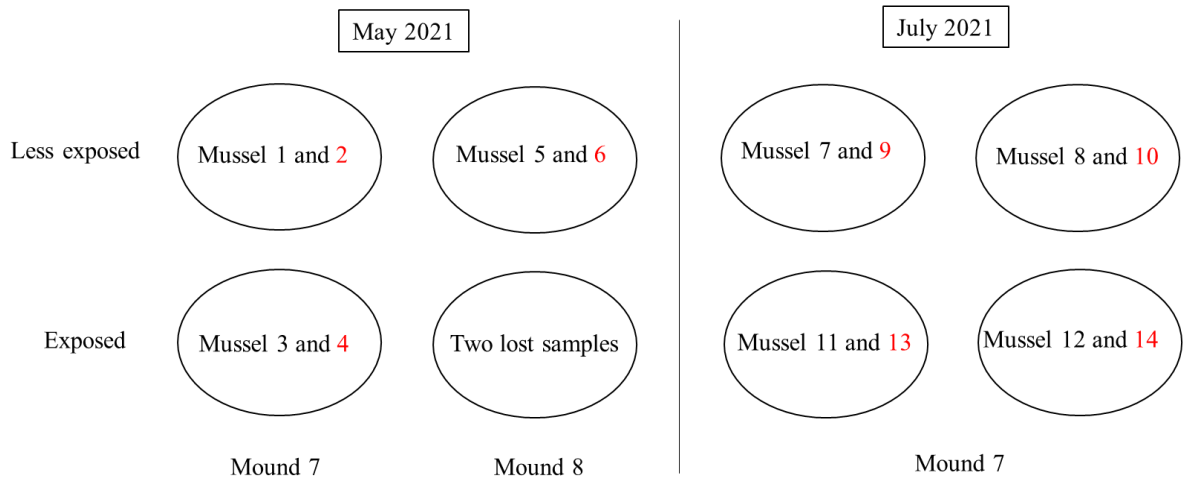 May 2021
July 2021
Less exposed
Mussel 1 and 2
Mussel 5 and 6
Mussel 7 and 9
Mussel 8 and 10
Exposed
Mussel 3 and 4
Two lost samples
Mussel 11 and 13
Mussel 12 and 14
Mound 7
Mound 8
Mound 7